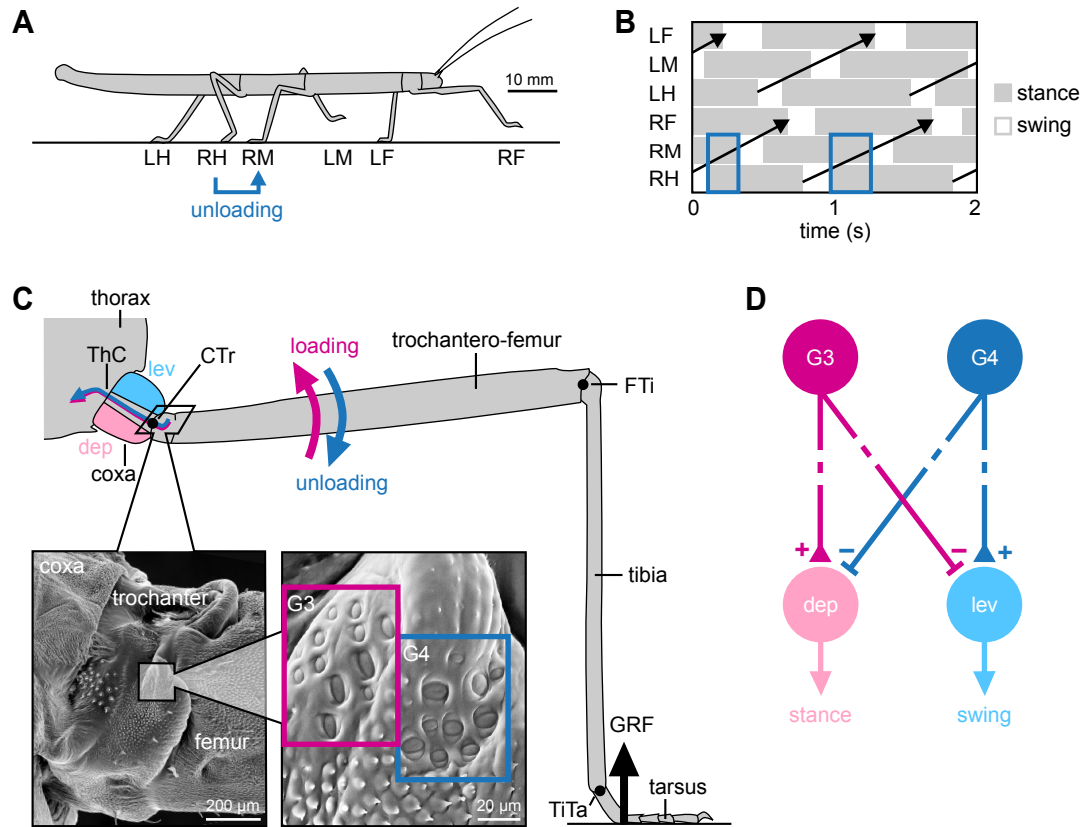 A
10 mm
LH RH RM LM LF RF
unloading
B
LF
LM
LH
RF
RM
RH
0 1 2
time (s)
stance
swing
C
thorax
ThC
lev
CTr
dep
coxa
loading
unloading
trochantero-femur
FTi
tibia
GRF
TiTa
tarsus
coxa
trochanter
femur
200 µm
G3
G4
20 µm
D
G3 G4
+ − − +
dep lev
stance swing